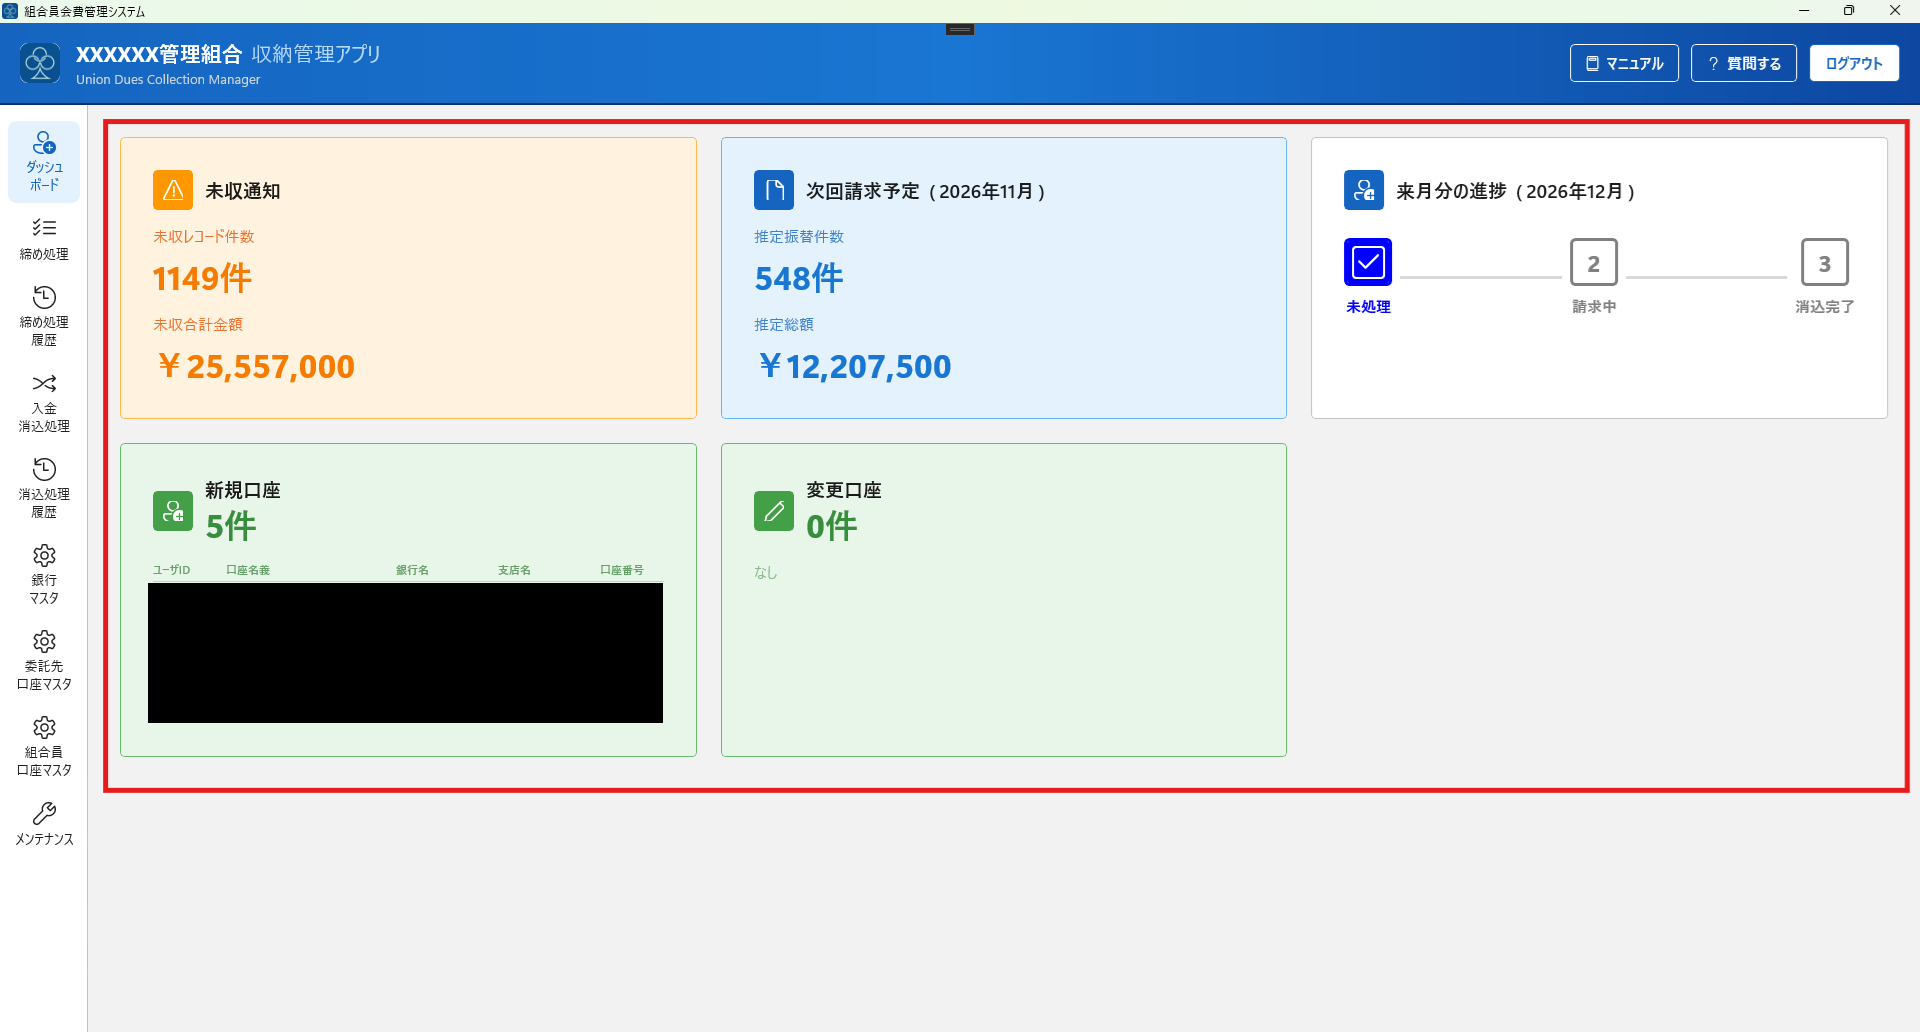 組合員会費管理システム
XXXXXX管理組合 収納管理アプリ
Union Dues Collection Manager
マニュアル
? 質問する
ログアウト
ダッシュ
ボード
締め処理
締め処理
履歴
入金
消込処理
消込処理
履歴
銀行
マスタ
委託先
口座マスタ
組合員
口座マスタ
メンテナンス
未収通知
未収レコード件数
1149件
未収合計金額
￥25,557,000
次回請求予定（2026年11月）
推定振替件数
548件
推定総額
￥12,207,500
来月分の進捗（2026年12月）
2
3
未処理
請求中
消込完了
新規口座
5件
ユーザID 口座名義 銀行名 支店名 口座番号
変更口座
0件
なし